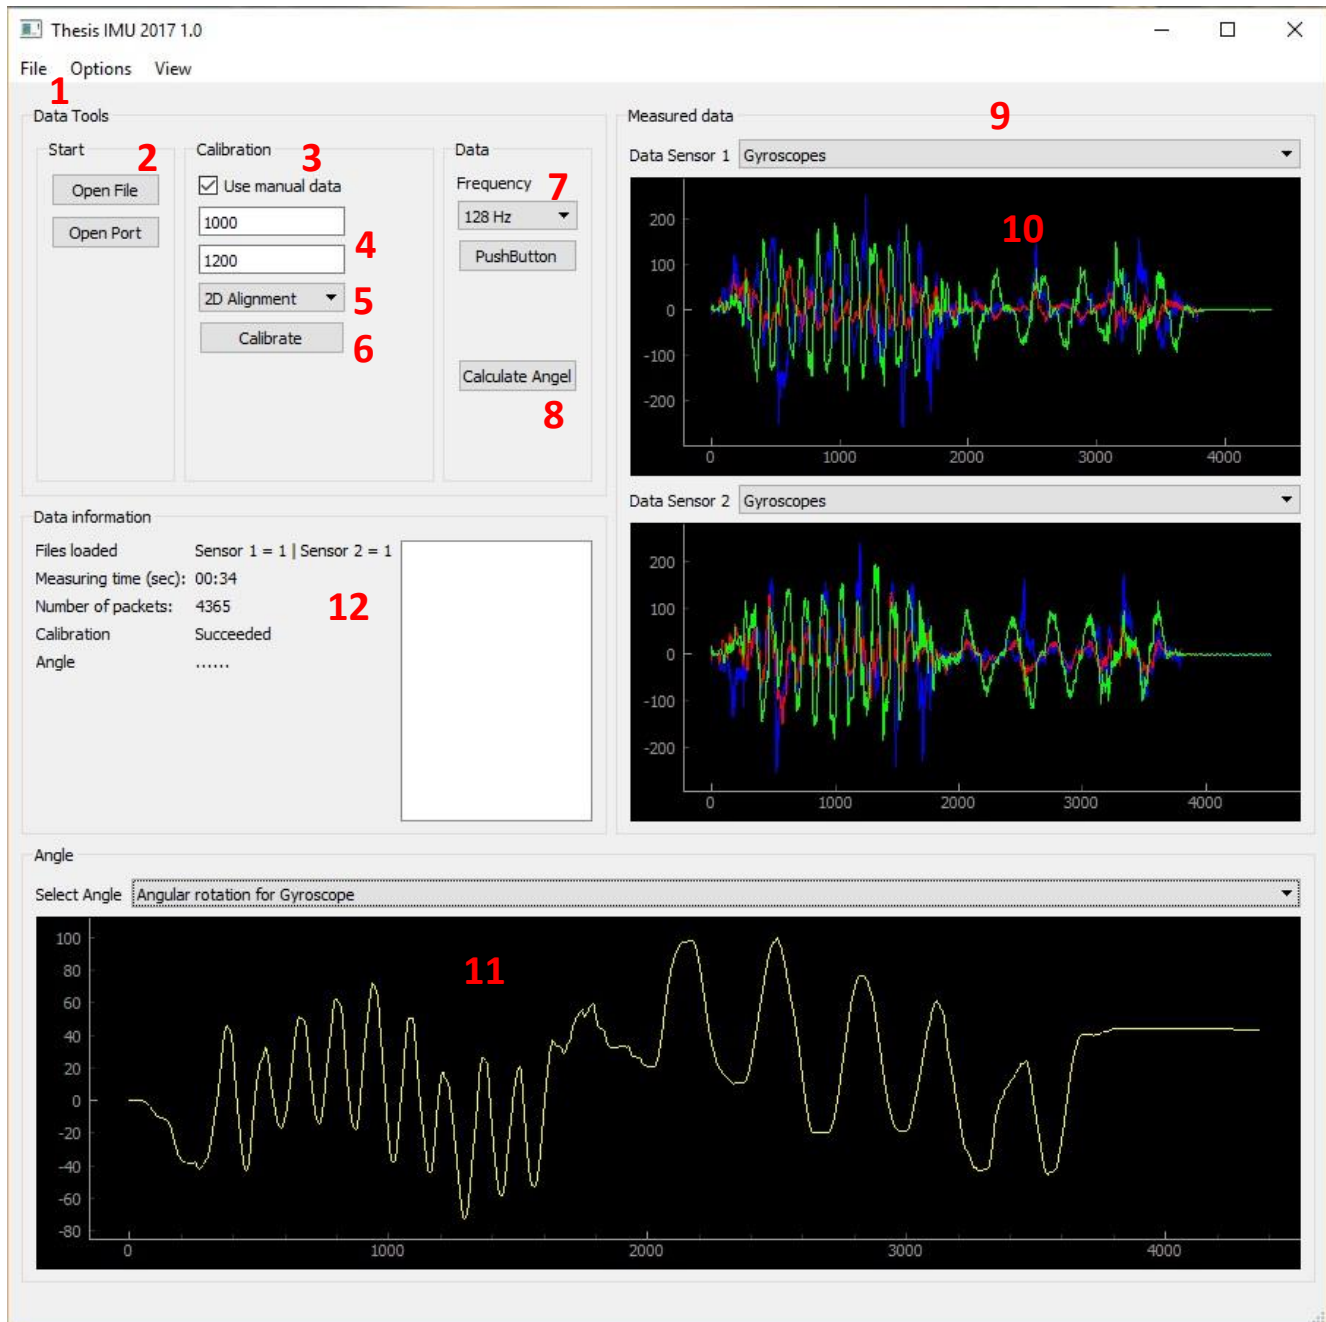 Thesis IMU 2017 1.0
File Options View
1
Data Tools
Start
2
Open File
Open Port
Calibration
3
Use manual data
1000
1200
4
2D Alignment
5
Calibrate
6
Data
Frequency
7
128 Hz
PushButton
Calculate Angel
8
Measured data
9
Data Sensor 1 Gyroscopes
10
200
100
0
-100
-200
0 1000 2000 3000 4000
Data Sensor 2 Gyroscopes
200
100
0
-100
-200
0 1000 2000 3000 4000
Data information
Files loaded Sensor 1 = 1 | Sensor 2 = 1
Measuring time (sec): 00:34
Number of packets: 4365
12
Calibration Succeeded
Angle ......
Angle
Select Angle Angular rotation for Gyroscope
11
100
80
60
40
20
0
-20
-40
-60
-80
0 1000 2000 3000 4000